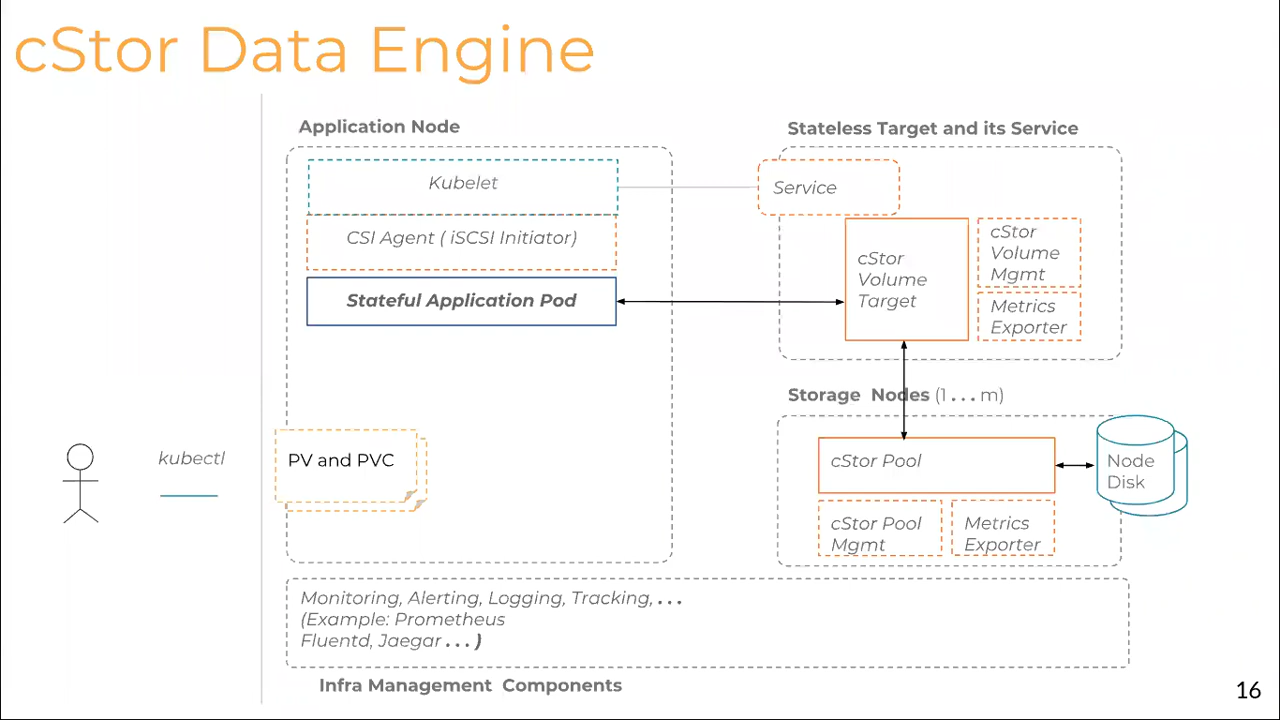 cStor Data Engine
Application Node
Kubelet
CSI Agent ( iSCSI Initiator)
Stateful Application Pod
Stateless Target and its Service
Service
cStor
Volume
Target
cStor
Volume
Mgmt
Metrics
Exporter
Storage Nodes (1 . . . m)
cStor Pool
Node
Disk
cStor Pool
Mgmt
Metrics
Exporter
kubectl
PV and PVC
Monitoring, Alerting, Logging, Tracking, . . .
(Example: Prometheus
Fluentd, Jaegar . . . )
Infra Management Components
16